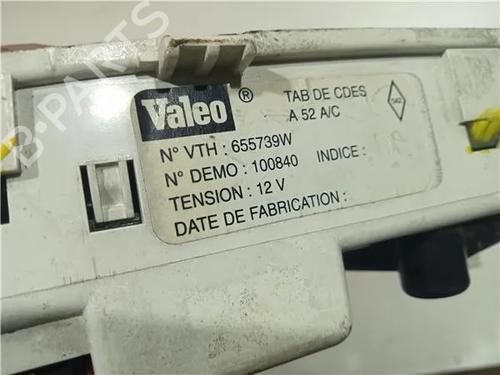 Valeo ® TAB DE CDES
A 52 A/C
N° VTH : 655739W
N° DEMO : 100840 INDICE :
TENSION : 12 V
DATE DE FABRICATION :
B-PARTS